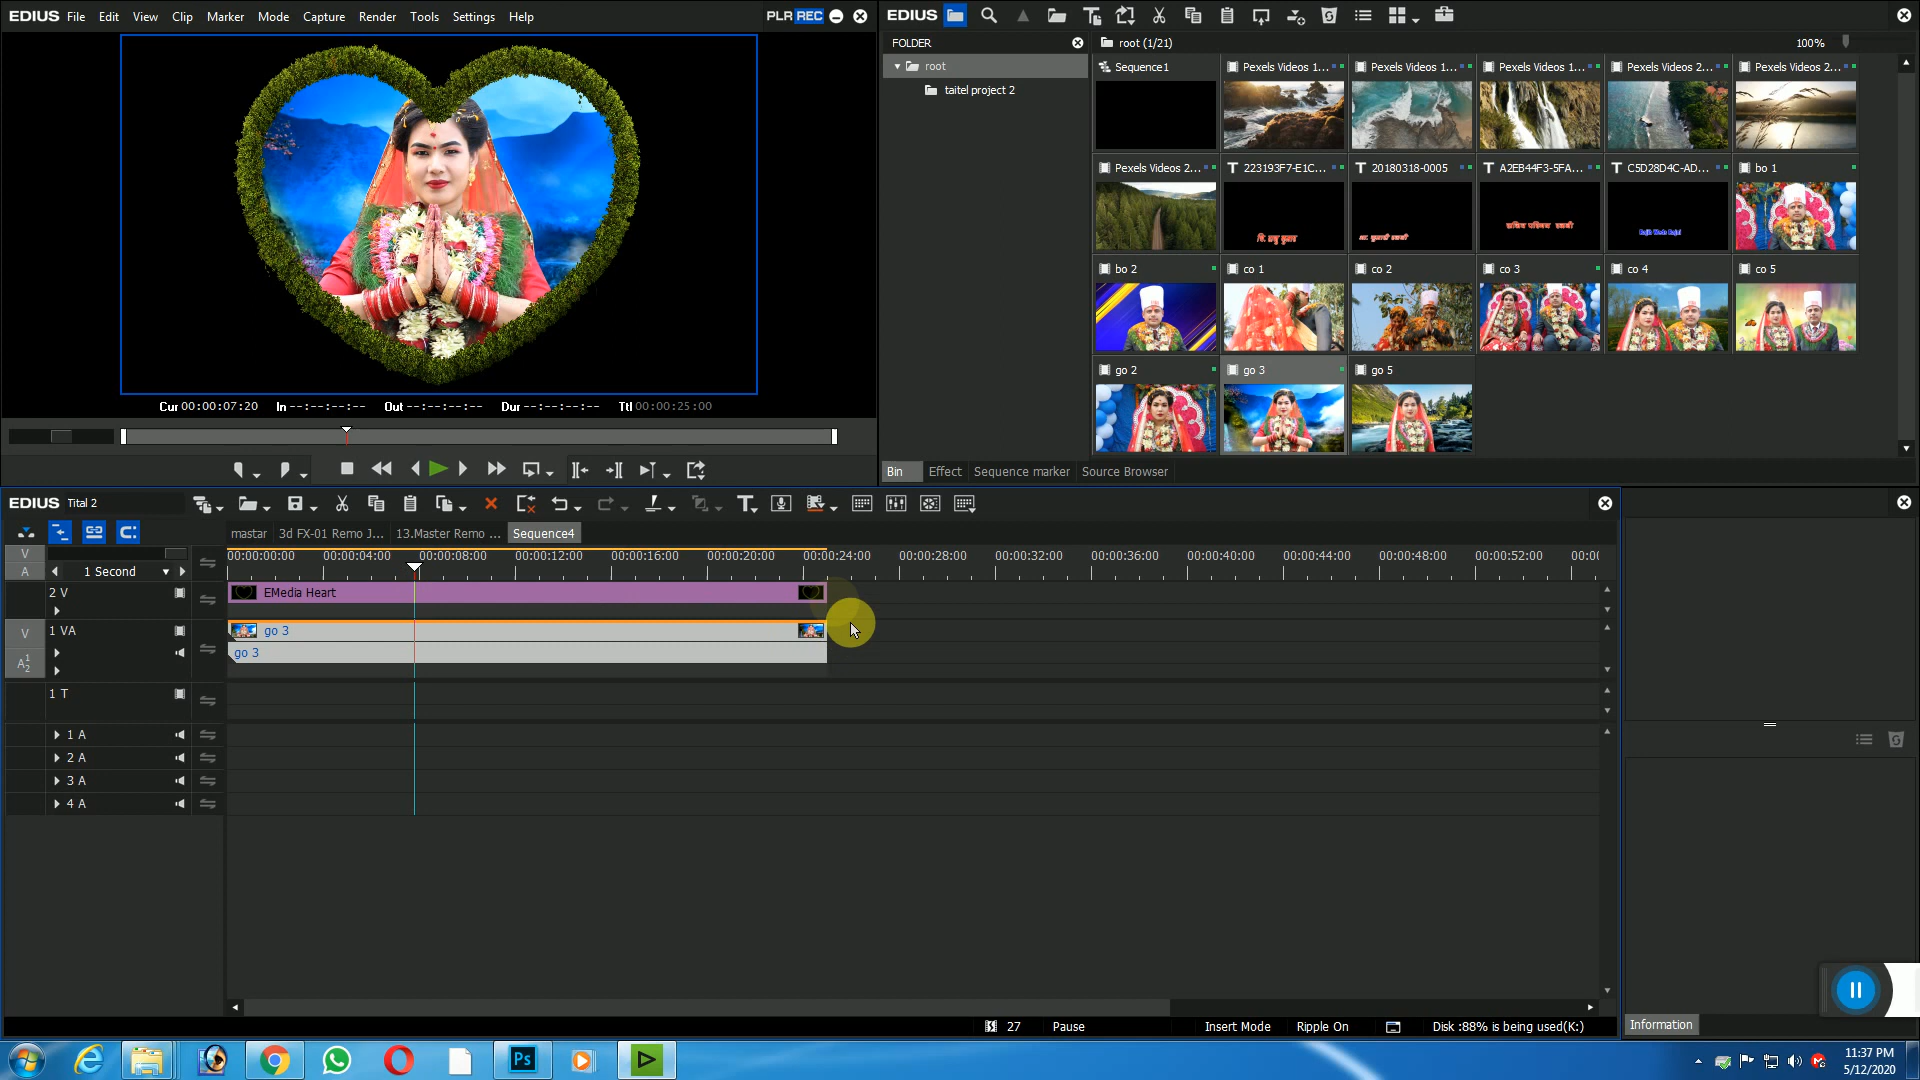 EDIUS File Edit View Clip Marker Mode Capture Render Tools Settings Help PLR REC
Cur 00:00:07:20 In --:--:--:-- Out --:--:--:-- Dur --:--:--:-- Ttl 00:00:25:00
EDIUS
FOLDER
root
taitel project 2
root (1/21) 100%
Sequence1 Pexels Videos 1... Pexels Videos 1... Pexels Videos 1... Pexels Videos 2... Pexels Videos 2...
Pexels Videos 2... T 223193F7-E1C... T 20180318-0005 T A2EB44F3-5FA... T C5D28D4C-AD... bo 1
bo 2 co 1 co 2 co 3 co 4 co 5
go 2 go 3 go 5
Bin Effect Sequence marker Source Browser
EDIUS Tital 2
mastar 3d FX-01 Remo J... 13.Master Remo ... Sequence4
V
A
1 Second
00:00:00:00 00:00:04:00 00:00:08:00 00:00:12:00 00:00:16:00 00:00:20:00 00:00:24:00 00:00:28:00 00:00:32:00 00:00:36:00 00:00:40:00 00:00:44:00 00:00:48:00 00:00:52:00 00:0
2 V EMedia Heart
V 1 VA go 3
A 1 2 go 3
1 T
1 A
2 A
3 A
4 A
27 Pause Insert Mode Ripple On Disk :88% is being used(K:)
Information
Ps
11:37 PM
5/12/2020